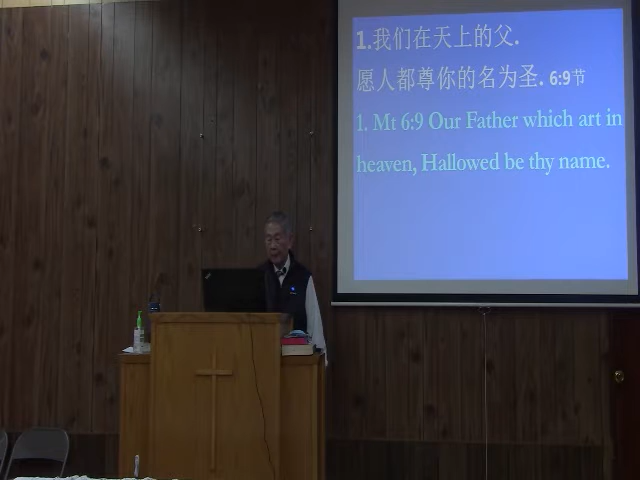 1.我们在天上的父.
愿人都尊你的名为圣. 6:9节
1. Mt 6:9 Our Father which art in
heaven, Hallowed be thy name.